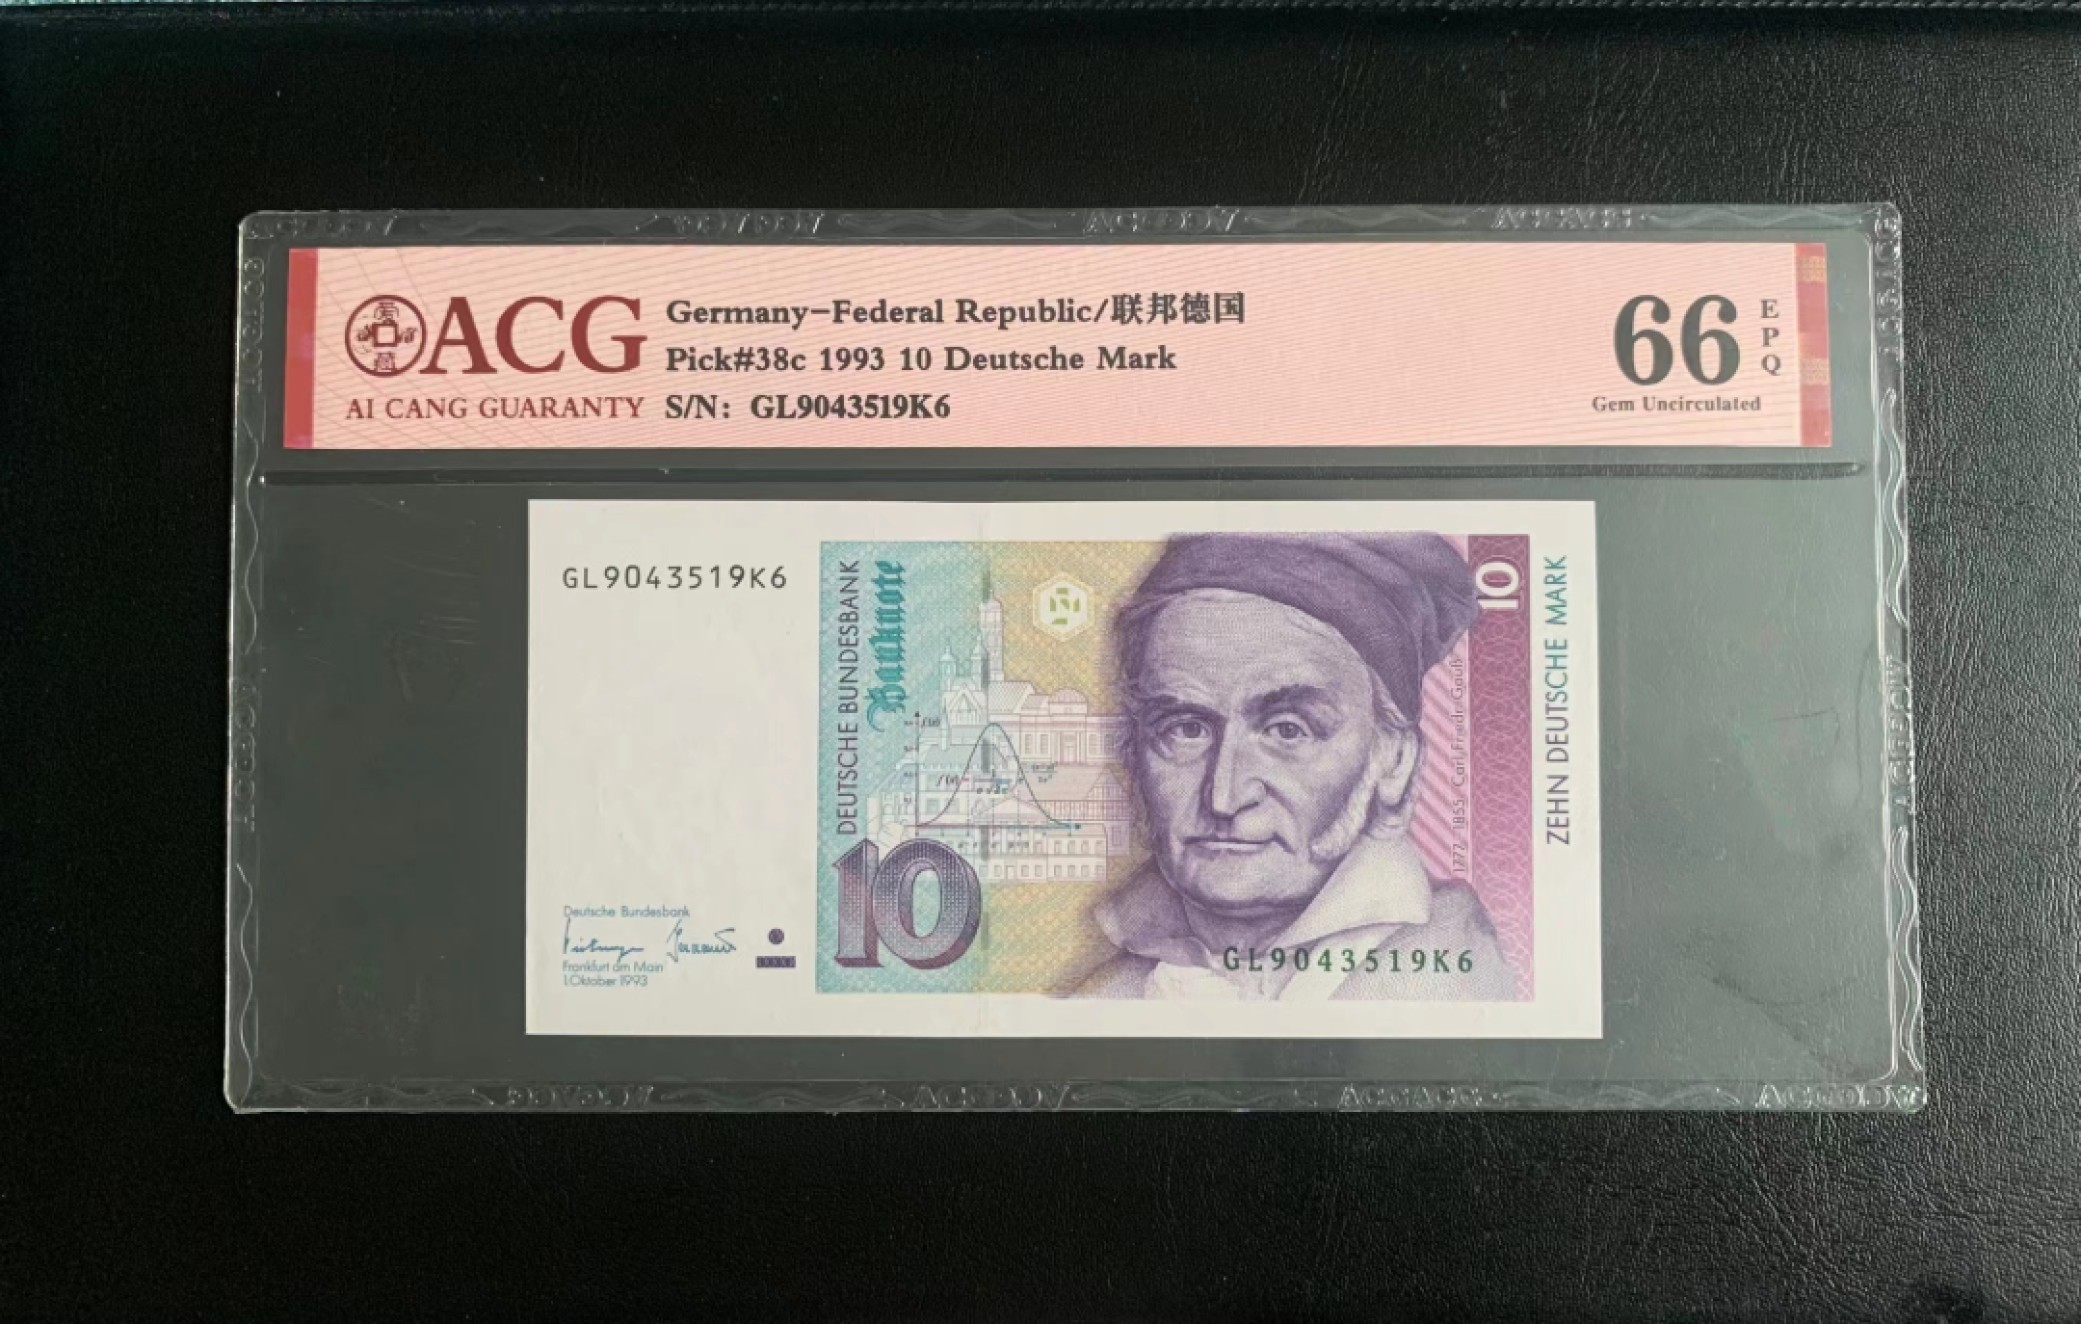 ACG
AI CANG GUARANTY
Germany-Federal Republic/联邦德国
Pick#38c 1993 10 Deutsche Mark
S/N: GL9043519K6
66
EPQ
Gem Uncirculated
GL9043519K6
DEUTSCHE BUNDESBANK
Banknote
10
ZEHN DEUTSCHE MARK
1777-1855 Carl Friedr. Gauß
10
Deutsche Bundesbank
Frankfurt am Main
1.Oktober 1993
GL9043519K6